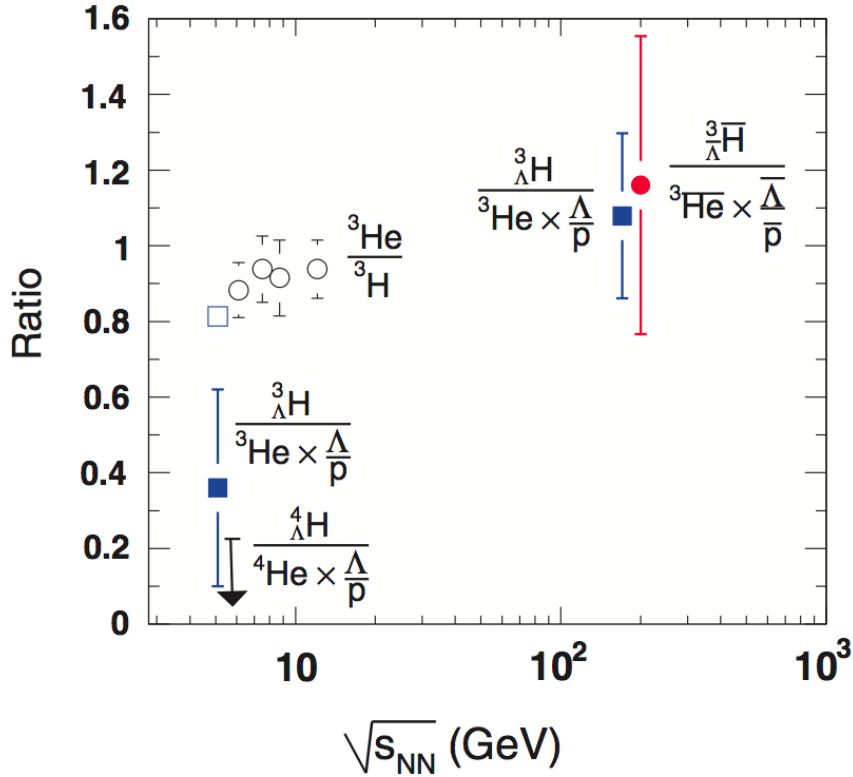 Ratio
1.6
1.4
1.2
1
0.8
0.6
0.4
0.2
0
³He
³H
³ΛH
³He × Λ/p
⁴ΛH
⁴He × Λ/p
³ΛH
³He × Λ/p
³Λ̅H̅
³H̅e̅ × Λ̅/p̅
10
10²
10³
√sNN (GeV)